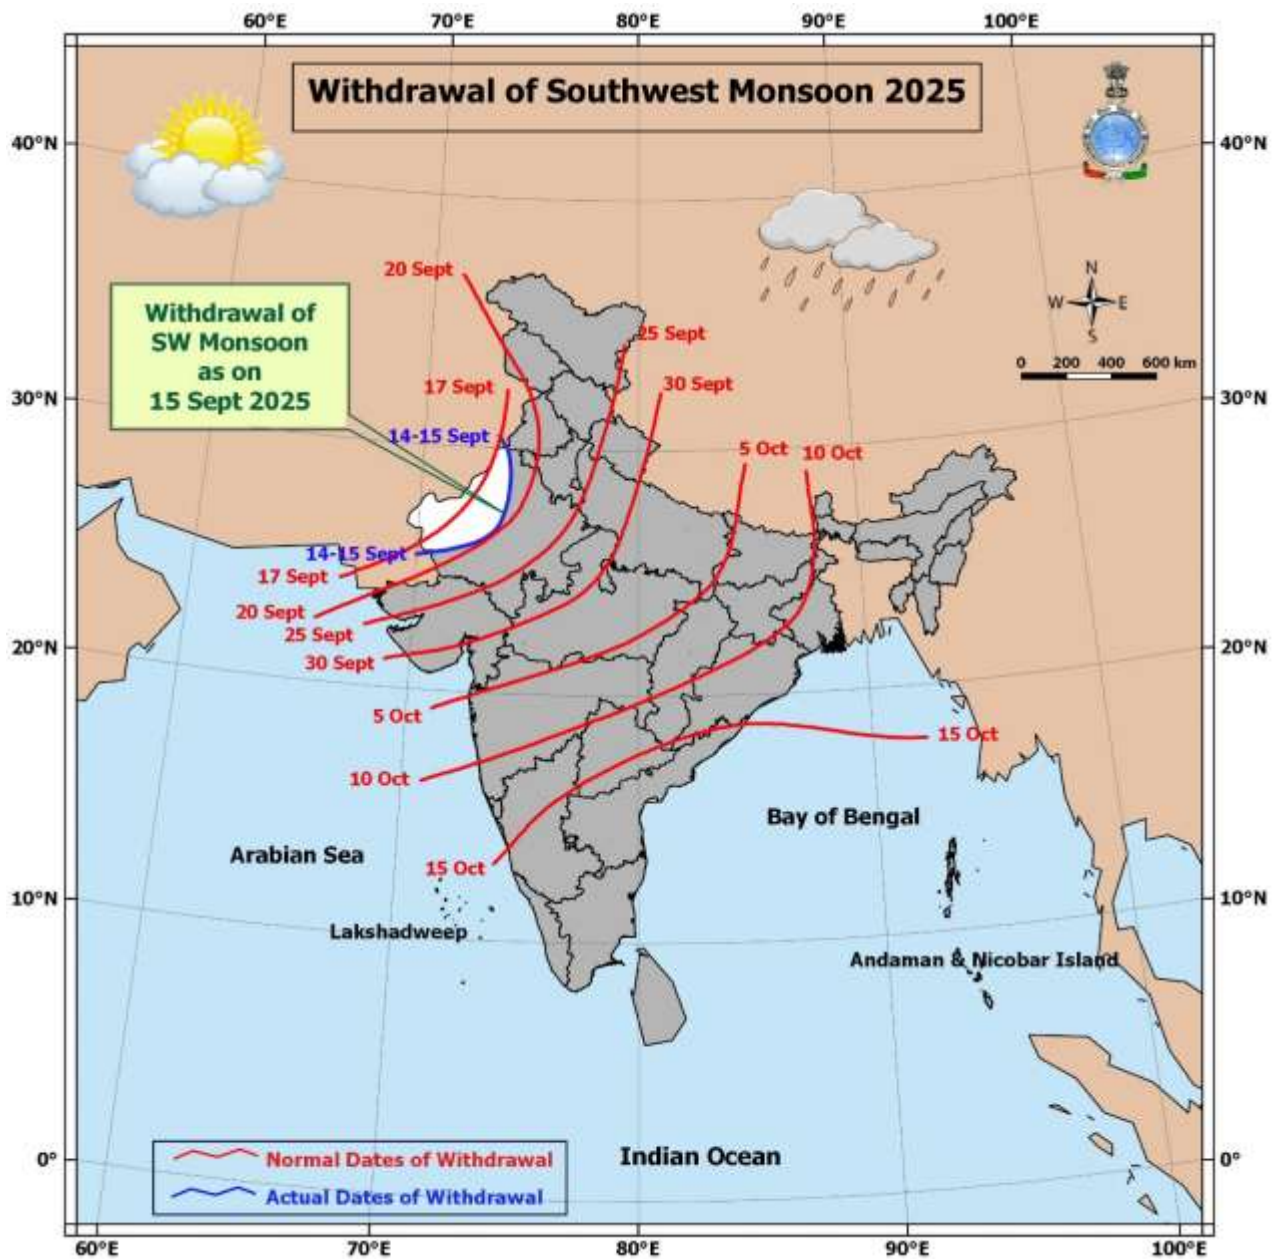 60°E 70°E 80°E 90°E 100°E
Withdrawal of Southwest Monsoon 2025
40°N 40°N
N
W E
S
0 200 400 600 km
20 Sept
Withdrawal of
SW Monsoon
as on
15 Sept 2025
25 Sept
17 Sept
30 Sept
30°N 30°N
14-15 Sept
5 Oct
10 Oct
14-15 Sept
17 Sept
20 Sept
25 Sept
20°N 20°N
30 Sept
5 Oct
15 Oct
10 Oct
Bay of Bengal
Arabian Sea
15 Oct
10°N 10°N
Lakshadweep
Andaman & Nicobar Island
Indian Ocean
0° 0°
Normal Dates of Withdrawal
Actual Dates of Withdrawal
60°E 70°E 80°E 90°E 100°E